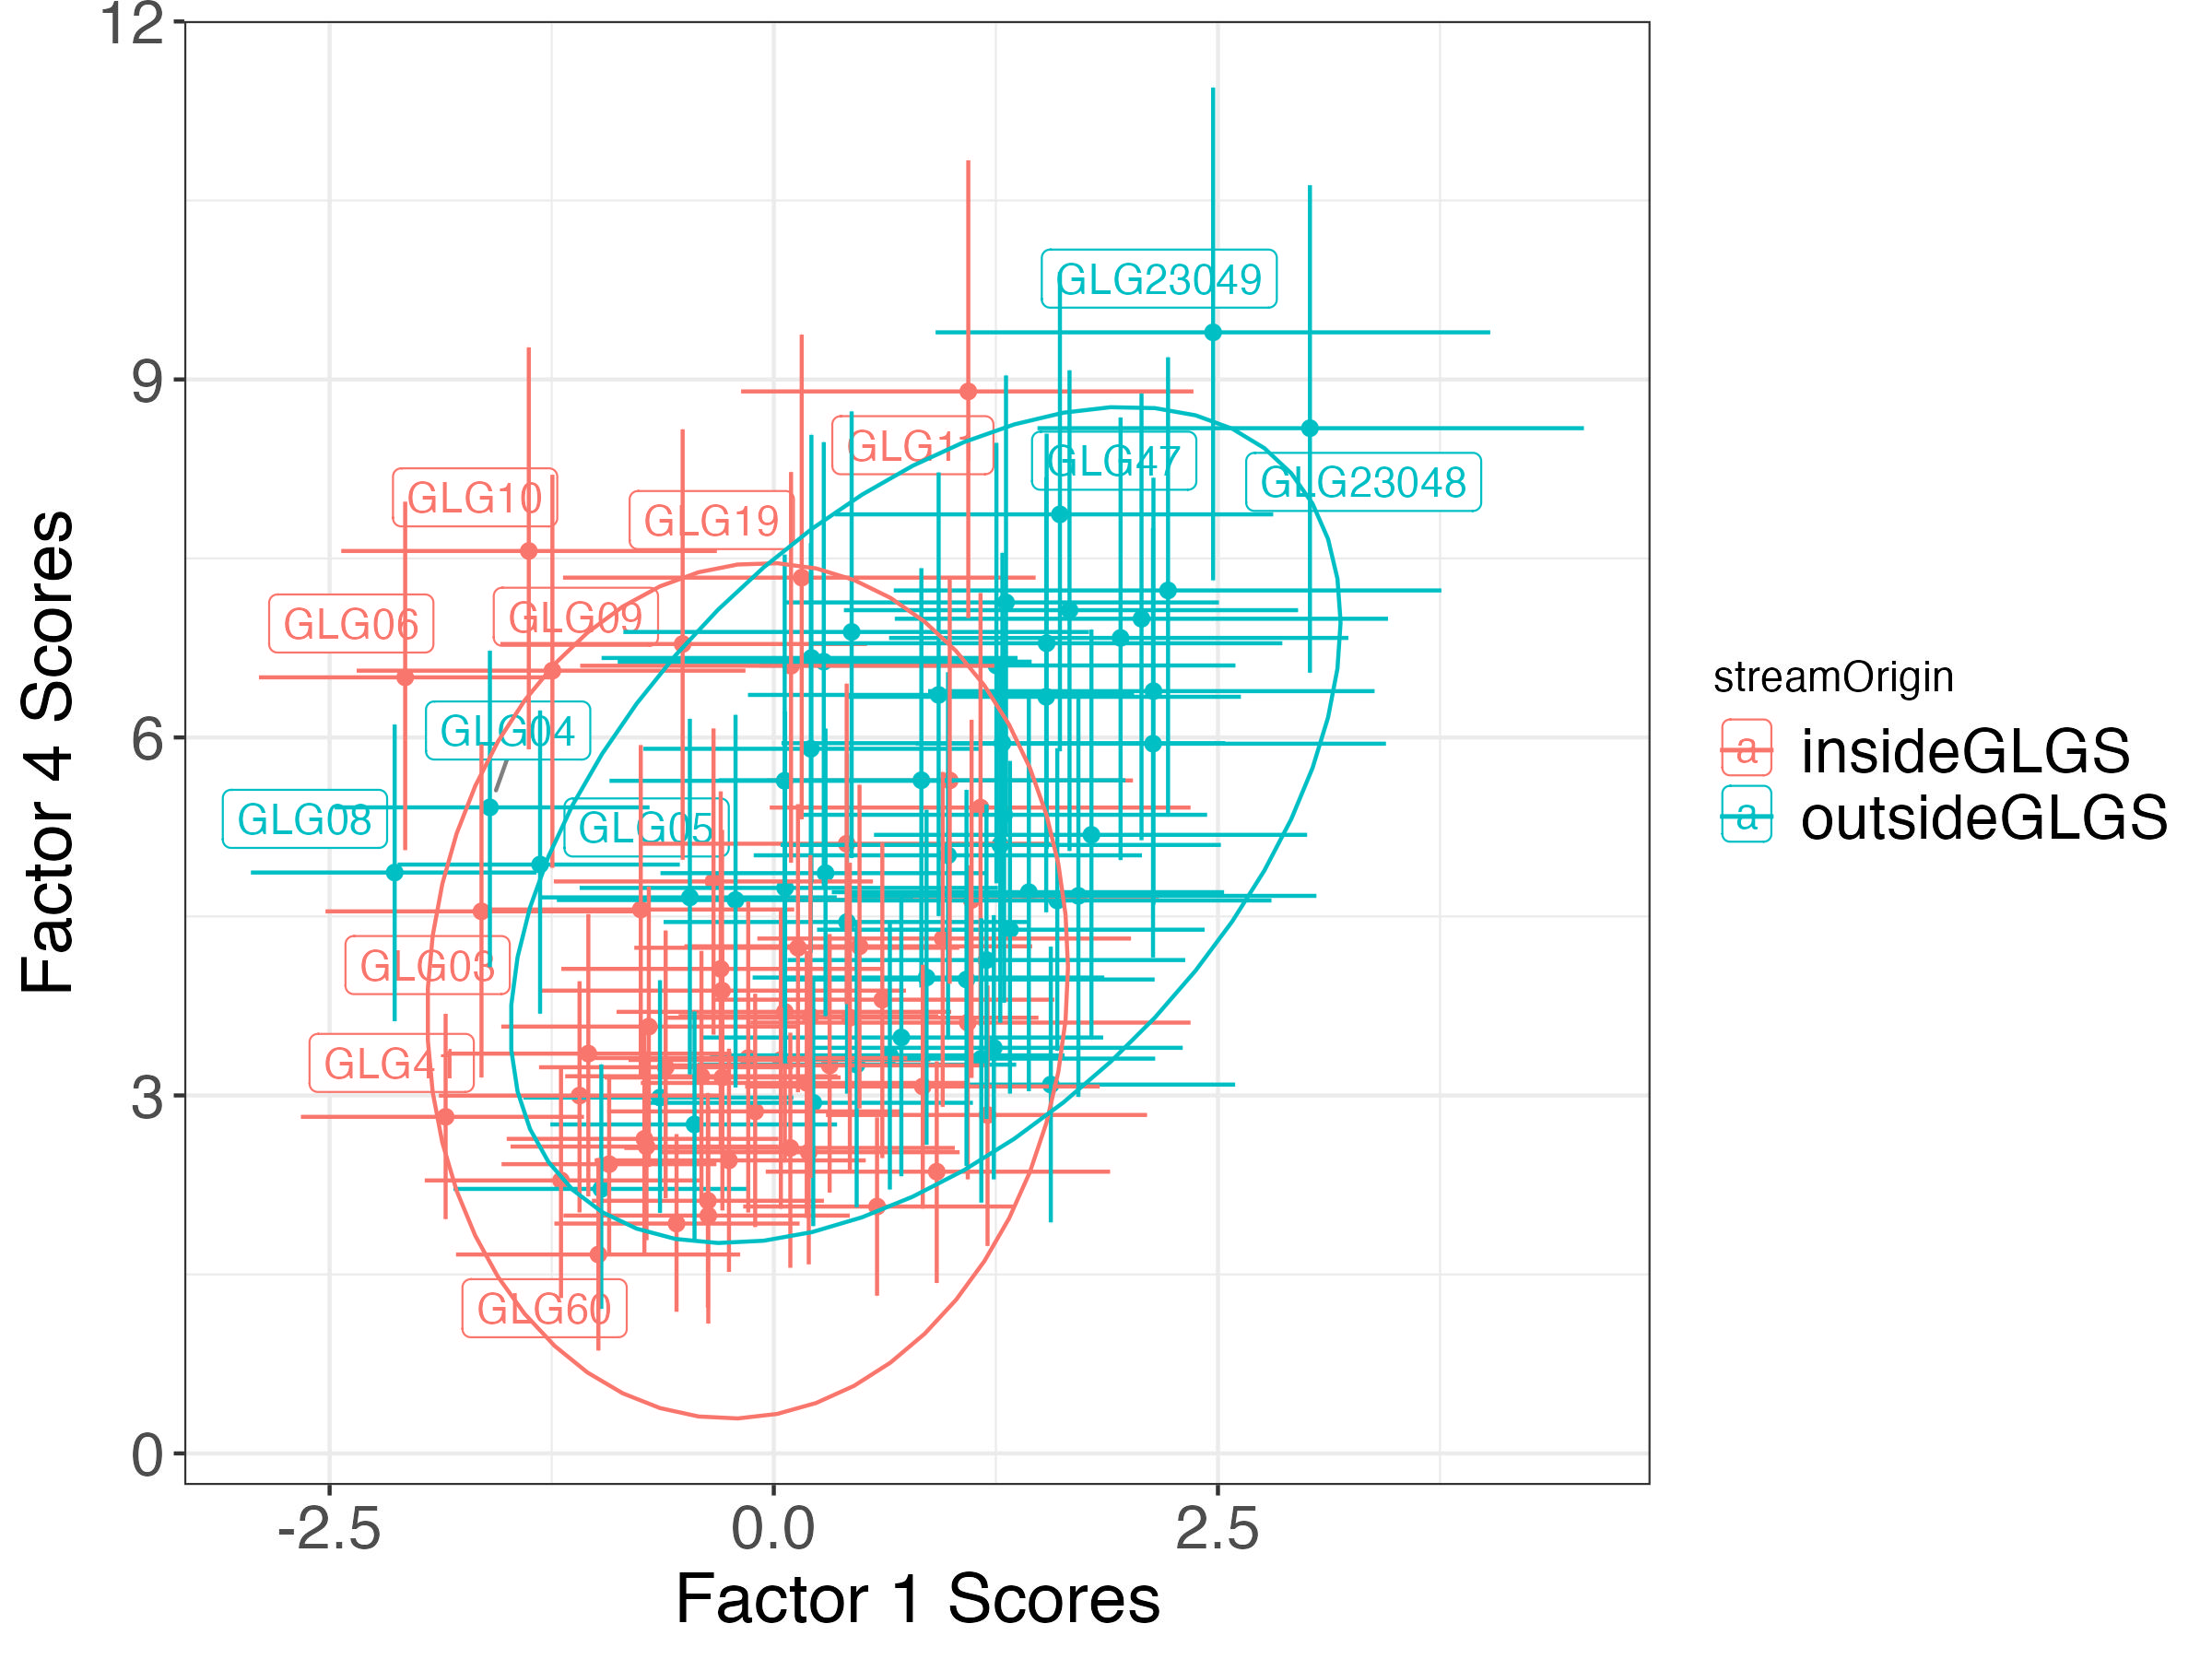 12
9
6
3
0
-2.5
0.0
2.5
Factor 4 Scores
Factor 1 Scores
GLG23049
GLG11
GLG47
GLG23048
GLG10
GLG19
GLG06
GLG09
GLG04
GLG08
GLG05
GLG03
GLG41
GLG60
streamOrigin
a insideGLGS
a outsideGLGS